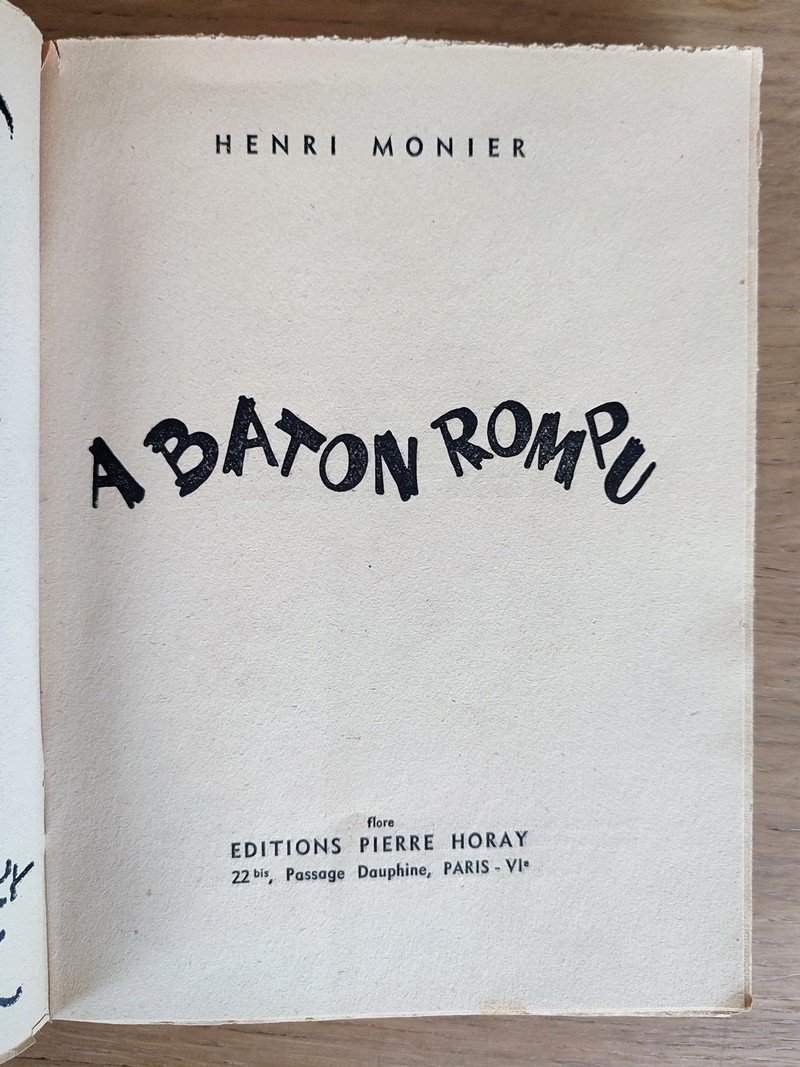 HENRI MONIER
A BATON ROMPU
flore
EDITIONS PIERRE HORAY
22 bis, Passage Dauphine, PARIS - VIe